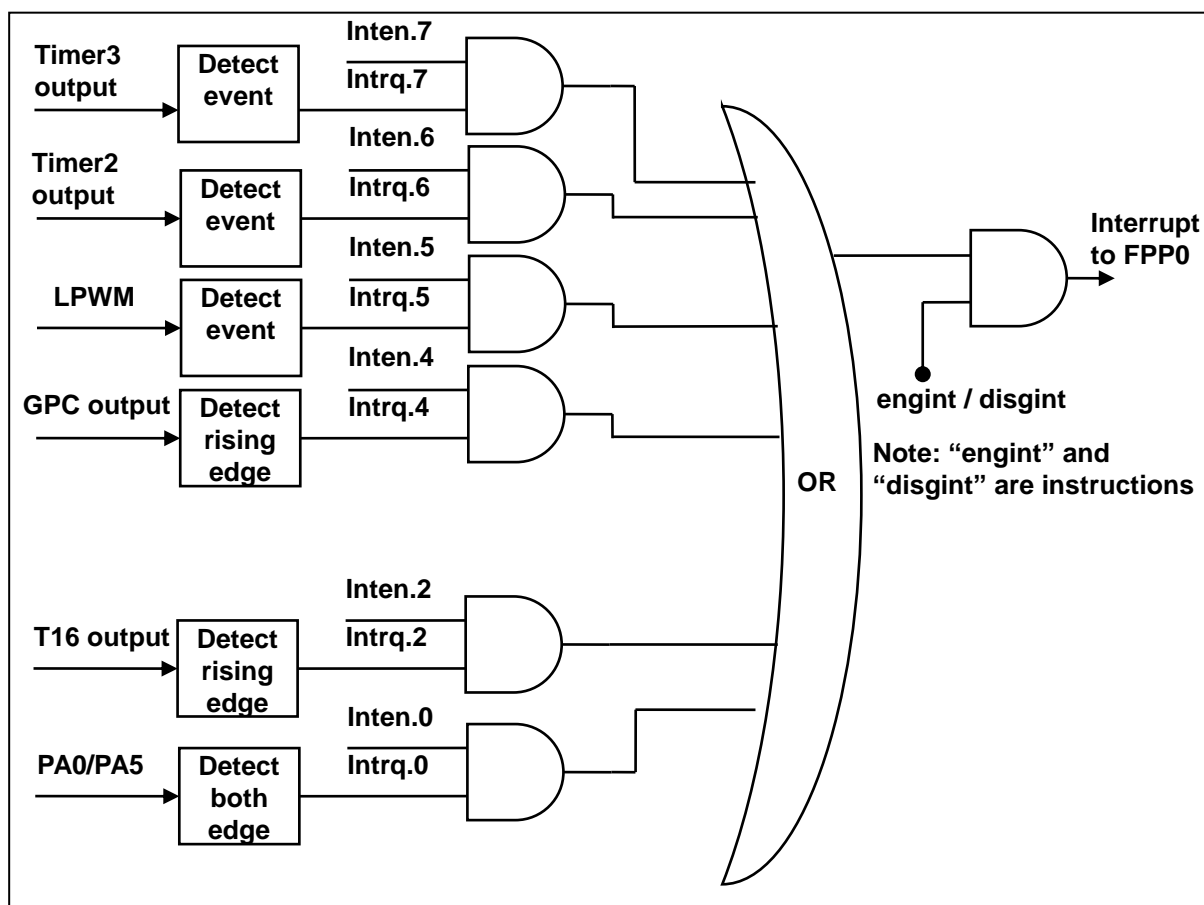 Inten.7
Timer3
output
Detect
event
Intrq.7
Inten.6
Timer2
output
Detect
event
Intrq.6
Inten.5
LPWM
Detect
event
Intrq.5
Inten.4
GPC output
Detect
rising
edge
Intrq.4
Inten.2
T16 output
Detect
rising
edge
Intrq.2
Inten.0
PA0/PA5
Detect
both
edge
Intrq.0
OR
Interrupt
to FPP0
engint / disgint
Note: “engint” and
“disgint” are instructions